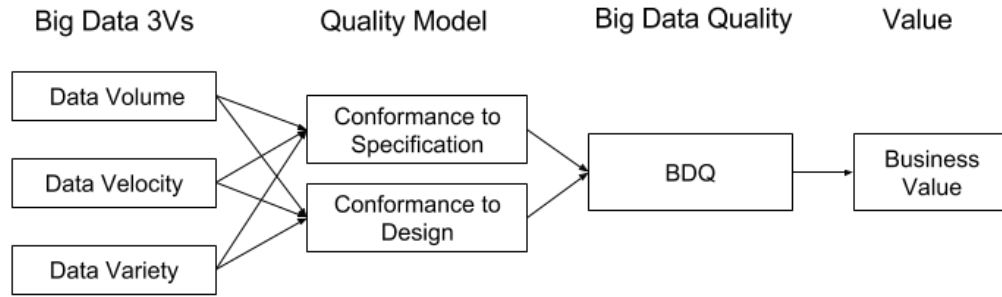 Big Data 3Vs
Quality Model
Big Data Quality
Value
Data Volume
Data Velocity
Data Variety
Conformance to
Specification
Conformance to
Design
BDQ
Business
Value